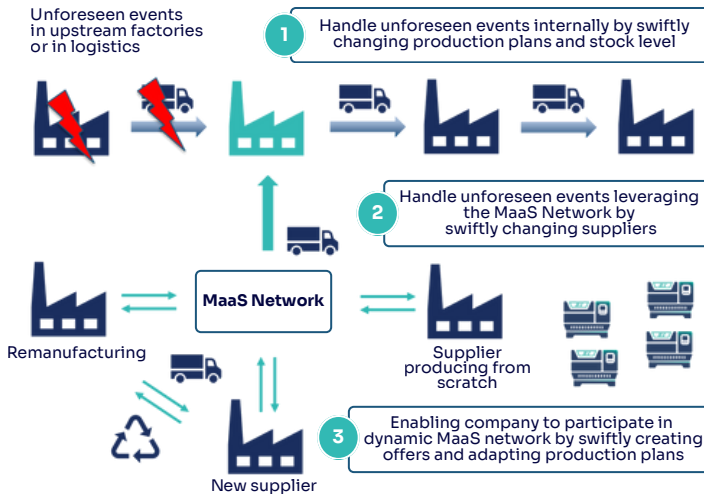 Unforeseen events
in upstream factories
or in logistics
1
Handle unforeseen events internally by swiftly
changing production plans and stock level
2
Handle unforeseen events leveraging
the MaaS Network by
swiftly changing suppliers
MaaS Network
Remanufacturing
Supplier
producing from
scratch
3
Enabling company to participate in
dynamic MaaS network by swiftly creating
offers and adapting production plans
New supplier